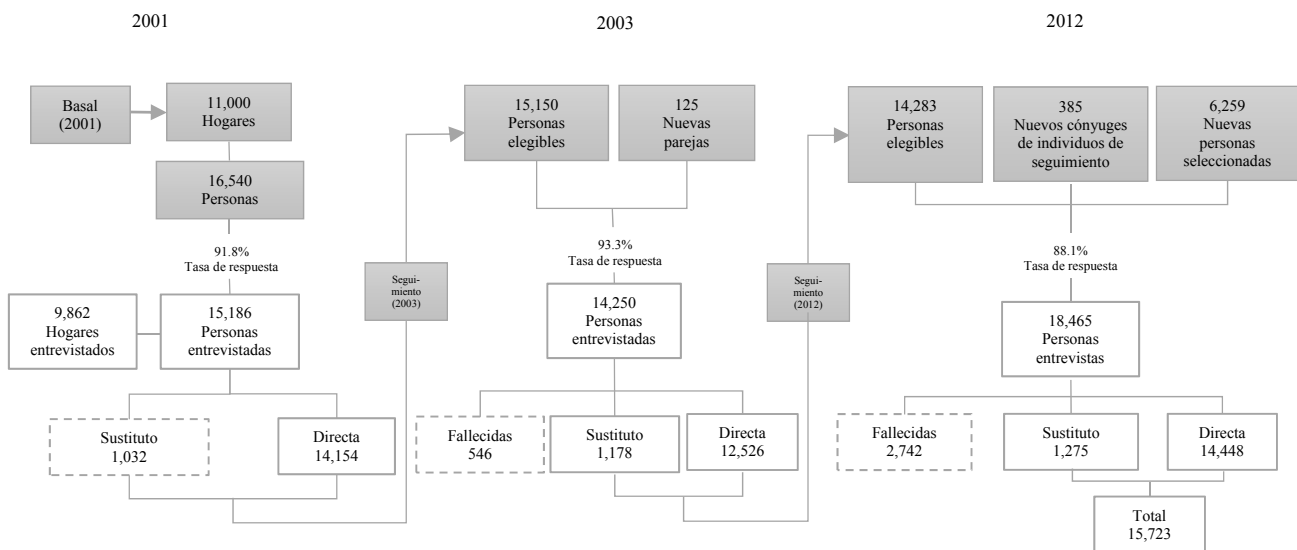 2001
2003
2012
Basal
(2001)
11,000
Hogares
16,540
Personas
91.8%
Tasa de respuesta
9,862
Hogares
entrevistados
15,186
Personas
entrevistadas
Sustituto
1,032
Directa
14,154
Segui-
miento
(2003)
15,150
Personas
elegibles
125
Nuevas
parejas
93.3%
Tasa de respuesta
14,250
Personas
entrevistadas
Fallecidas
546
Sustituto
1,178
Directa
12,526
Segui-
miento
(2012)
14,283
Personas
elegibles
385
Nuevos cónyuges
de individuos de
seguimiento
6,259
Nuevas
personas
seleccionadas
88.1%
Tasa de respuesta
18,465
Personas
entrevistas
Fallecidas
2,742
Sustituto
1,275
Directa
14,448
Total
15,723